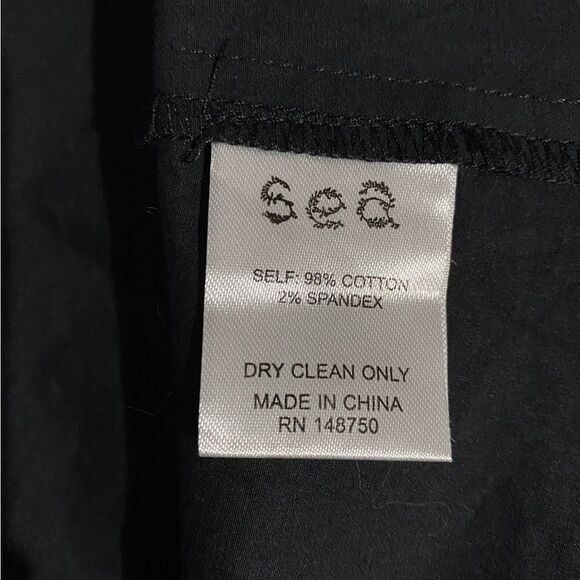 sea
SELF: 98% COTTON
2% SPANDEX
DRY CLEAN ONLY
MADE IN CHINA
RN 148750